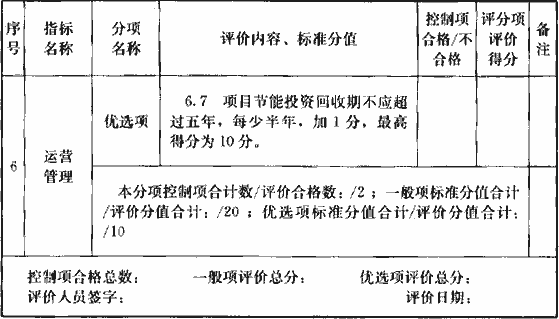 序号
指标名称
分项名称
评价内容、标准分值
控制项合格/不合格
评分项评价得分
备注
6
运营管理
优选项
6.7 项目节能投资回收期不应超
过五年，每少半年，加1分，最高
得分为10分。
本分项控制项合计数/评价合格数：/2；一般项标准分值合计
/评价分值合计：/20；优选项标准分值合计/评价分值合计：
/10
控制项合格总数： 一般项评价总分： 优选项评价总分：
评价人员签字： 评价日期：